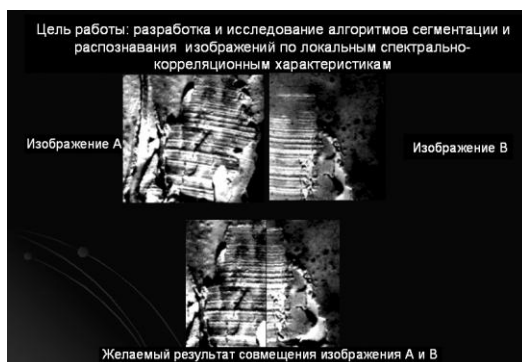 Цель работы: разработка и исследование алгоритмов сегментации и
распознавания изображений по локальным спектрально-
корреляционным характеристикам
Изображение А
Изображение В
Желаемый результат совмещения изображения А и В